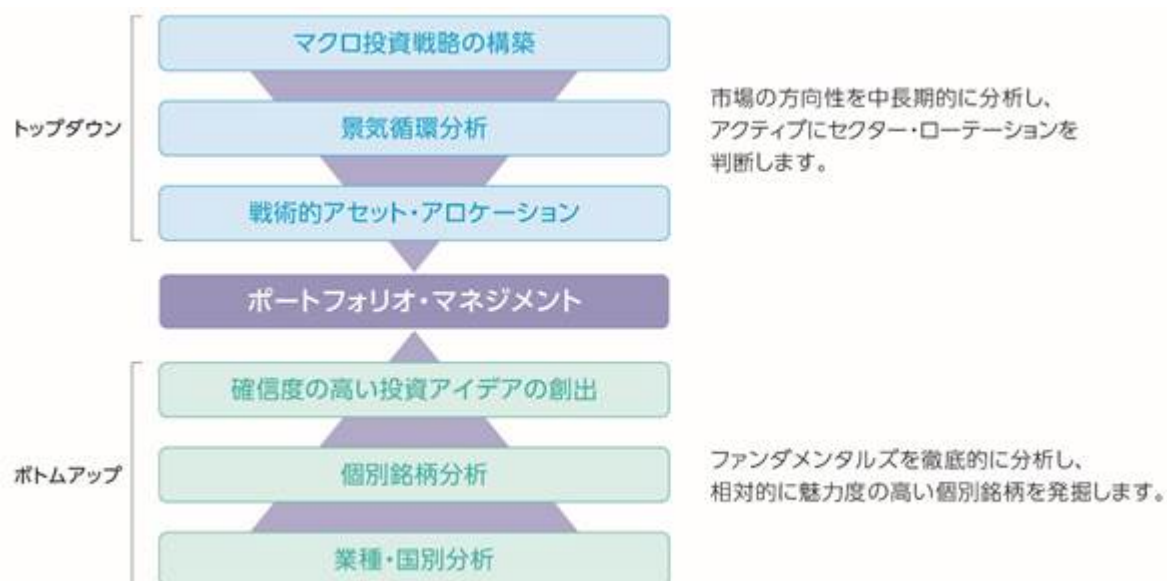 マクロ投資戦略の構築
トップダウン
景気循環分析
戦術的アセット・アロケーション
市場の方向性を中長期的に分析し、
アクティブにセクター・ローテーションを
判断します。
ポートフォリオ・マネジメント
確信度の高い投資アイデアの創出
ボトムアップ
個別銘柄分析
業種・国別分析
ファンダメンタルズを徹底的に分析し、
相対的に魅力度の高い個別銘柄を発掘します。